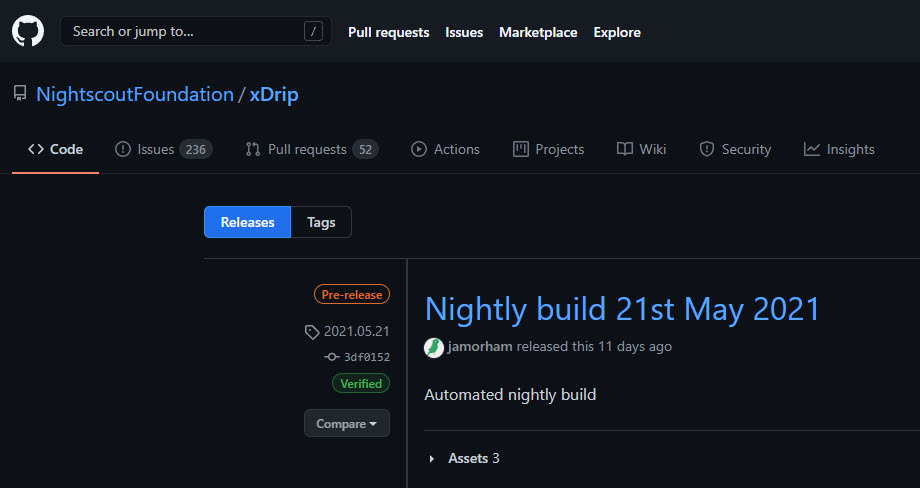 Search or jump to... /
Pull requests Issues Marketplace Explore
NightscoutFoundation / xDrip
Code Issues 236 Pull requests 52 Actions Projects Wiki Security Insights
Releases Tags
Pre-release
2021.05.21
3df0152
Verified
Compare
Nightly build 21st May 2021
jamorham released this 11 days ago
Automated nightly build
Assets 3